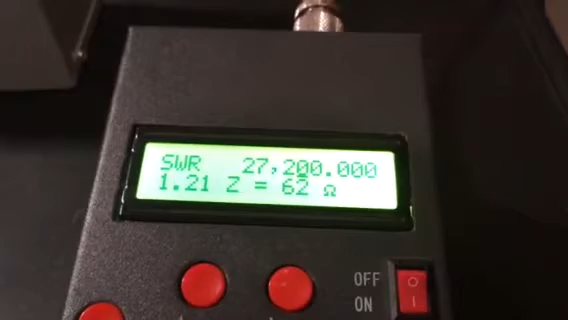 SWR 27,200.000
1.21 Z = 62 Ω
OFF
ON